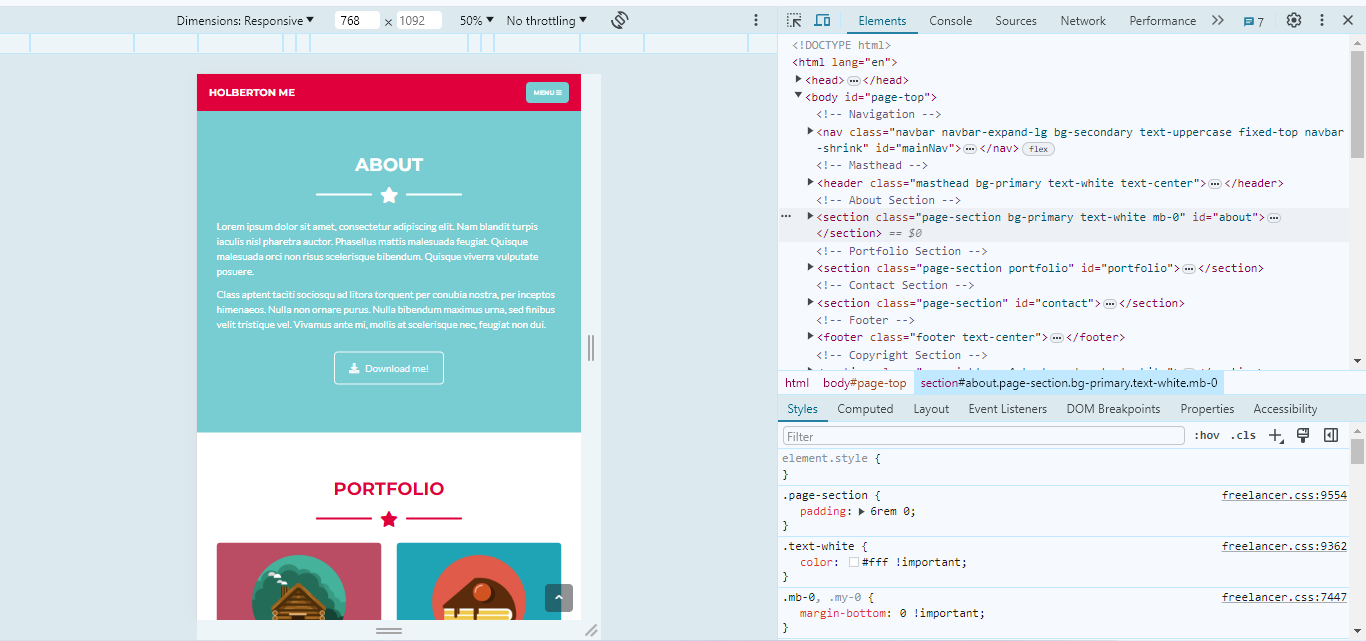 Dimensions: Responsive ▼ 768 × 1092 50% ▼ No throttling ▼
HOLBERTON ME
MENU ☰
ABOUT
Lorem ipsum dolor sit amet, consectetur adipiscing elit. Nam blandit turpis
iaculis nisl pharetra auctor. Phasellus mattis malesuada feugiat. Quisque
malesuada orci non risus scelerisque bibendum. Quisque viverra vulputate
posuere.
Class aptent taciti sociosqu ad litora torquent per conubia nostra, per inceptos
himenaeos. Nulla non ornare purus. Nulla bibendum maximus urna, sed finibus
velit tristique vel. Vivamus ante mi, mollis at scelerisque nec, feugiat non dui.
Download me!
PORTFOLIO
Elements Console Sources Network Performance 7
<!DOCTYPE html>
<html lang="en">
<head> ⋯ </head>
<body id="page-top">
<!-- Navigation -->
<nav class="navbar navbar-expand-lg bg-secondary text-uppercase fixed-top navbar
-shrink" id="mainNav"> ⋯ </nav> flex
<!-- Masthead -->
<header class="masthead bg-primary text-white text-center"> ⋯ </header>
<!-- About Section -->
<section class="page-section bg-primary text-white mb-0" id="about"> ⋯
</section> == $0
<!-- Portfolio Section -->
<section class="page-section portfolio" id="portfolio"> ⋯ </section>
<!-- Contact Section -->
<section class="page-section" id="contact"> ⋯ </section>
<!-- Footer -->
<footer class="footer text-center"> ⋯ </footer>
<!-- Copyright Section -->
html body#page-top section#about.page-section.bg-primary.text-white.mb-0
Styles Computed Layout Event Listeners DOM Breakpoints Properties Accessibility
Filter :hov .cls
element.style {
}
.page-section { freelancer.css:9554
padding: ▶ 6rem 0;
}
.text-white { freelancer.css:9362
color: #fff !important;
}
.mb-0, .my-0 { freelancer.css:7447
margin-bottom: 0 !important;
}